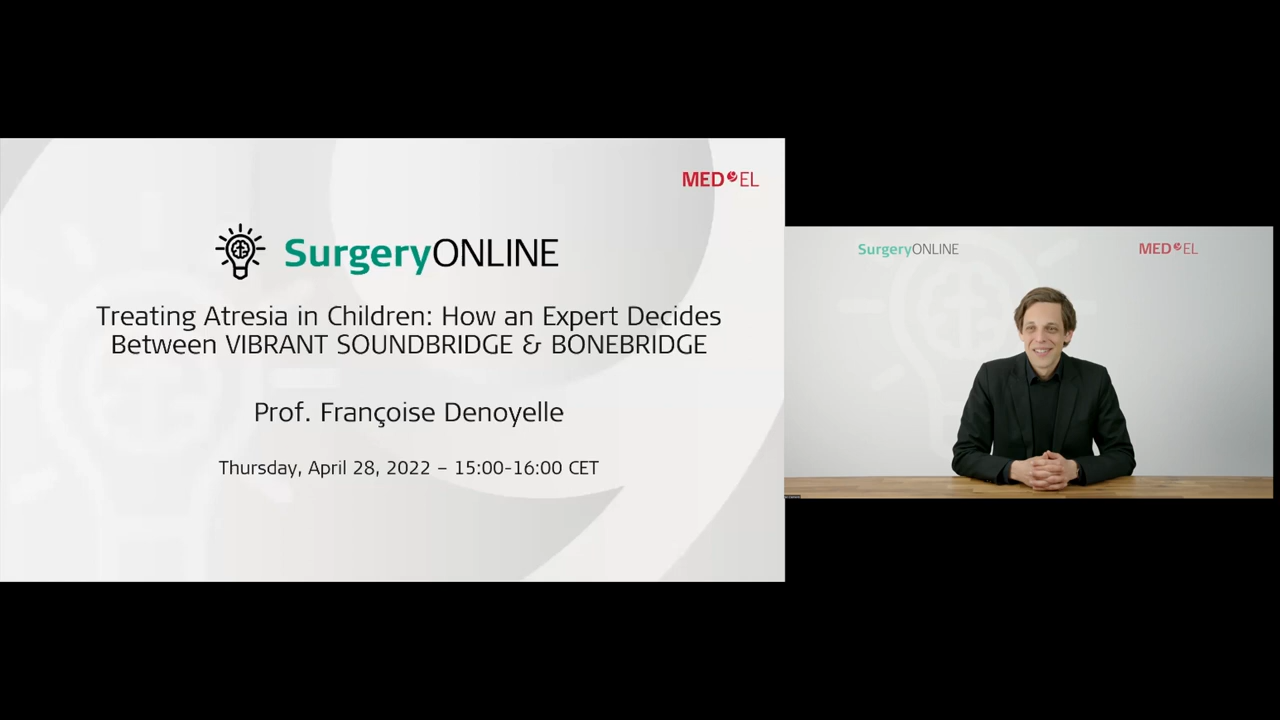 MED EL
SurgeryONLINE
Treating Atresia in Children: How an Expert Decides
Between VIBRANT SOUNDBRIDGE & BONEBRIDGE
Prof. Françoise Denoyelle
Thursday, April 28, 2022 – 15:00-16:00 CET
SurgeryONLINE
MED EL